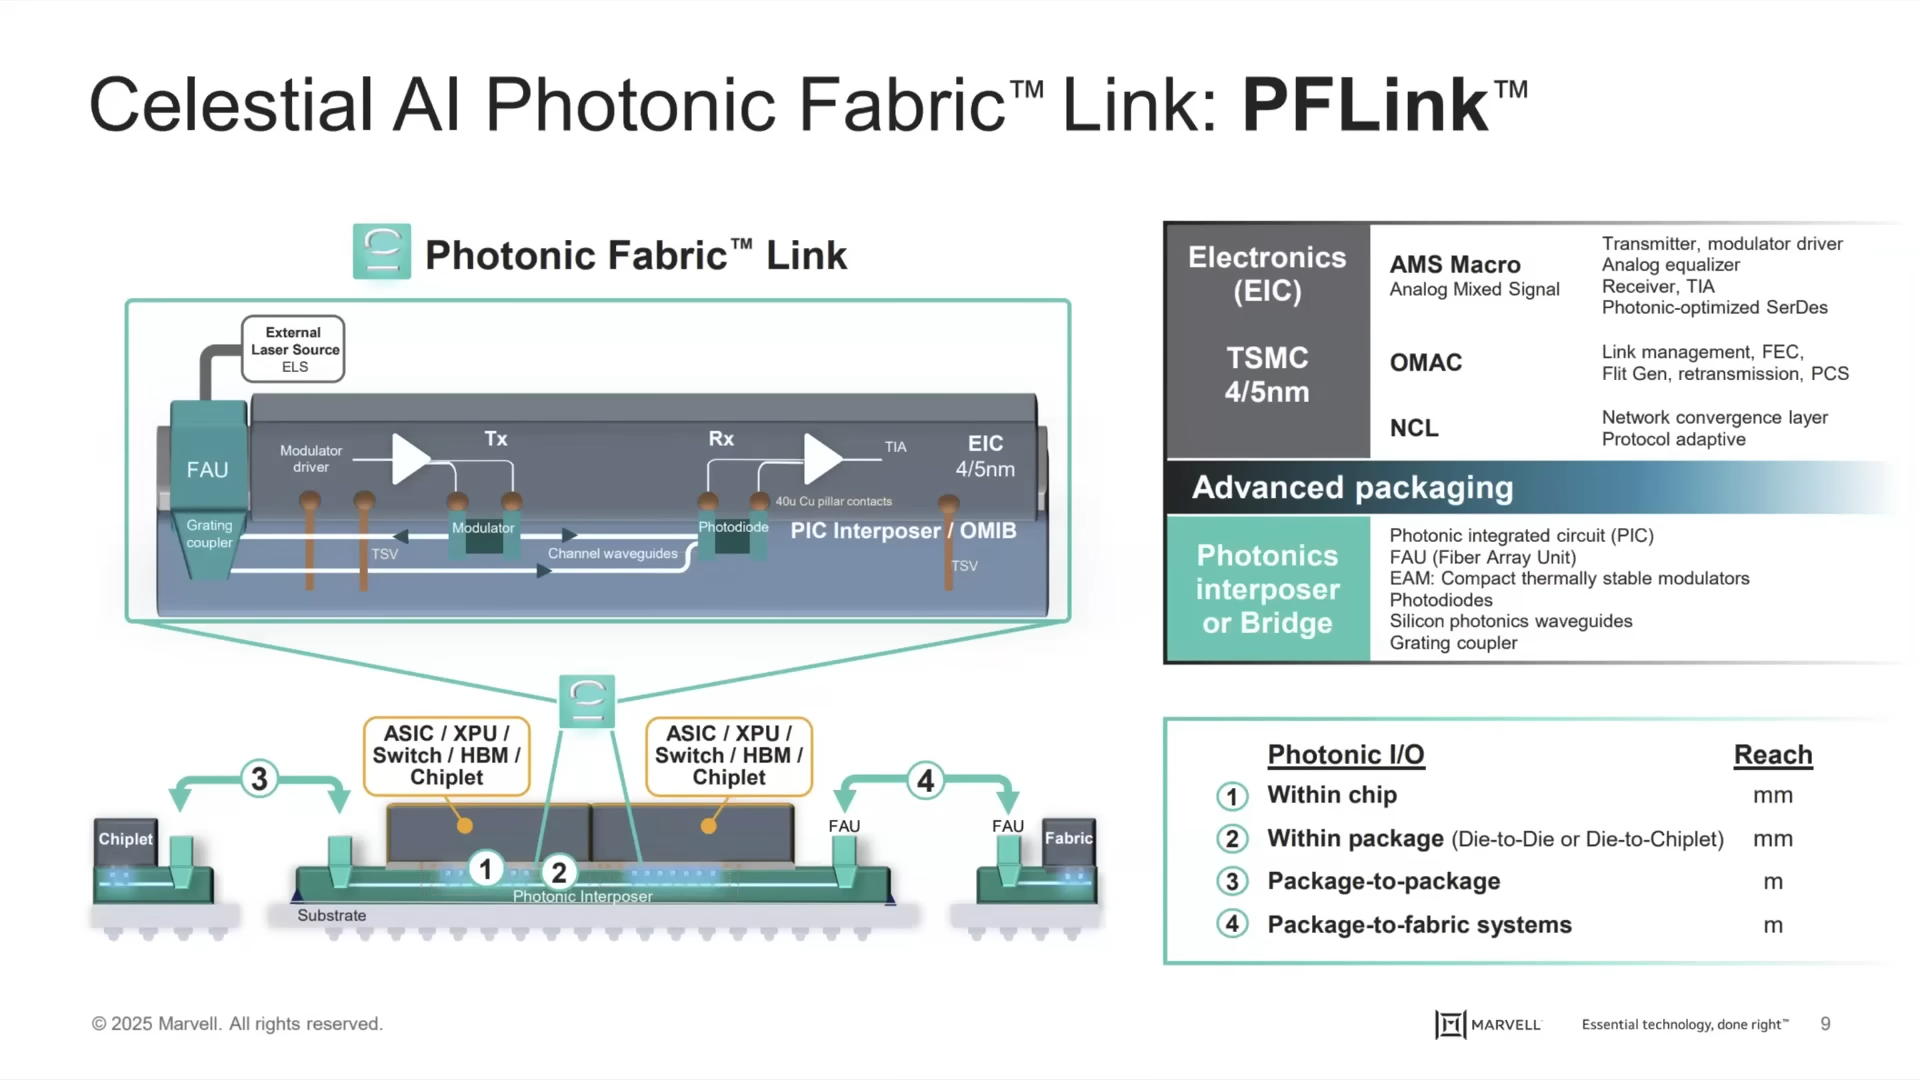 Celestial AI Photonic Fabric™ Link: PFLink™
Photonic Fabric™ Link
External
Laser Source
ELS
FAU
Grating
coupler
Modulator
driver
Tx
Rx
TIA
EIC
4/5nm
40u Cu pillar contacts
Modulator
Photodiode
PIC Interposer / OMIB
TSV
Channel waveguides
TSV
ASIC / XPU /
Switch / HBM /
Chiplet
ASIC / XPU /
Switch / HBM /
Chiplet
3
4
Chiplet
FAU
FAU
Fabric
1
2
Photonic Interposer
Substrate
Electronics
(EIC)
TSMC
4/5nm
AMS Macro
Analog Mixed Signal
Transmitter, modulator driver
Analog equalizer
Receiver, TIA
Photonic-optimized SerDes
OMAC
Link management, FEC,
Flit Gen, retransmission, PCS
NCL
Network convergence layer
Protocol adaptive
Advanced packaging
Photonics
interposer
or Bridge
Photonic integrated circuit (PIC)
FAU (Fiber Array Unit)
EAM: Compact thermally stable modulators
Photodiodes
Silicon photonics waveguides
Grating coupler
Photonic I/O Reach
1 Within chip mm
2 Within package (Die-to-Die or Die-to-Chiplet) mm
3 Package-to-package m
4 Package-to-fabric systems m
© 2025 Marvell. All rights reserved.
MARVELL Essential technology, done right™ 9